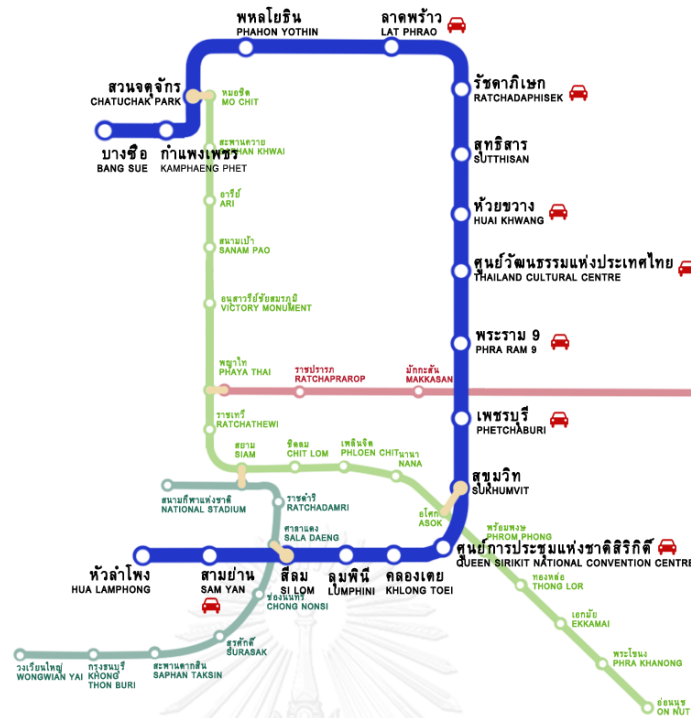 พหลโยธิน
PHAHON YOTHIN
ลาดพร้าว
LAT PHRAO
สวนจตุจักร
CHATUCHAK PARK
หมอชิต
MO CHIT
รัชดาภิเษก
RATCHADAPHISEK
บางซื่อ
BANG SUE
กำแพงเพชร
KAMPHAENG PHET
สะพานควาย
SAPHAN KHWAI
สุทธิสาร
SUTTHISAN
อารีย์
ARI
ห้วยขวาง
HUAI KHWANG
สนามเป้า
SANAM PAO
ศูนย์วัฒนธรรมแห่งประเทศไทย
THAILAND CULTURAL CENTRE
อนุสาวรีย์ชัยสมรภูมิ
VICTORY MONUMENT
พระราม 9
PHRA RAM 9
พญาไท
PHAYA THAI
ราชปรารภ
RATCHAPRAROP
มักกะสัน
MAKKASAN
ราชเทวี
RATCHATHEWI
เพชรบุรี
PHETCHABURI
สยาม
SIAM
ชิดลม
CHIT LOM
เพลินจิต
PHLOEN CHIT
นานา
NANA
สุขุมวิท
SUKHUMVIT
สนามกีฬาแห่งชาติ
NATIONAL STADIUM
ราชดำริ
RATCHADAMRI
อโศก
ASOK
ศาลาแดง
SALA DAENG
พร้อมพงษ์
PHROM PHONG
ศูนย์การประชุมแห่งชาติสิริกิติ์
QUEEN SIRIKIT NATIONAL CONVENTION CENTRE
หัวลำโพง
HUA LAMPHONG
สามย่าน
SAM YAN
สีลม
SI LOM
ลุมพินี
LUMPHINI
คลองเตย
KHLONG TOEI
ทองหล่อ
THONG LOR
ช่องนนทรี
CHONG NONSI
เอกมัย
EKKAMAI
สุรศักดิ์
SURASAK
พระโขนง
PHRA KHANONG
วงเวียนใหญ่
WONGWIAN YAI
กรุงธนบุรี
KHONG
THON BURI
สะพานตากสิน
SAPHAN TAKSIN
อ่อนนุช
ON NUT